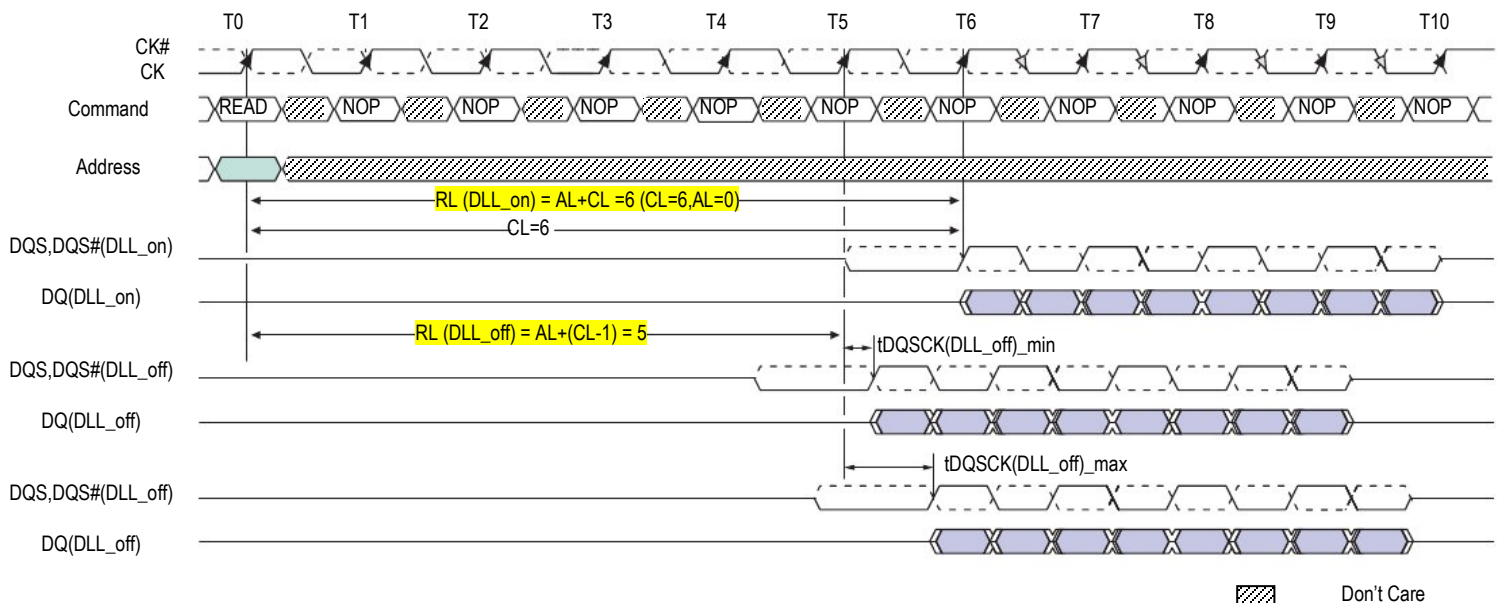 T0 T1 T2 T3 T4 T5 T6 T7 T8 T9 T10
CK#
CK
Command READ NOP NOP NOP NOP NOP NOP NOP NOP NOP NOP
Address
RL (DLL_on) = AL+CL =6 (CL=6,AL=0)
CL=6
DQS,DQS#(DLL_on)
DQ(DLL_on)
RL (DLL_off) = AL+(CL-1) = 5
tDQSCK(DLL_off)_min
DQS,DQS#(DLL_off)
DQ(DLL_off)
tDQSCK(DLL_off)_max
DQS,DQS#(DLL_off)
DQ(DLL_off)
Don't Care